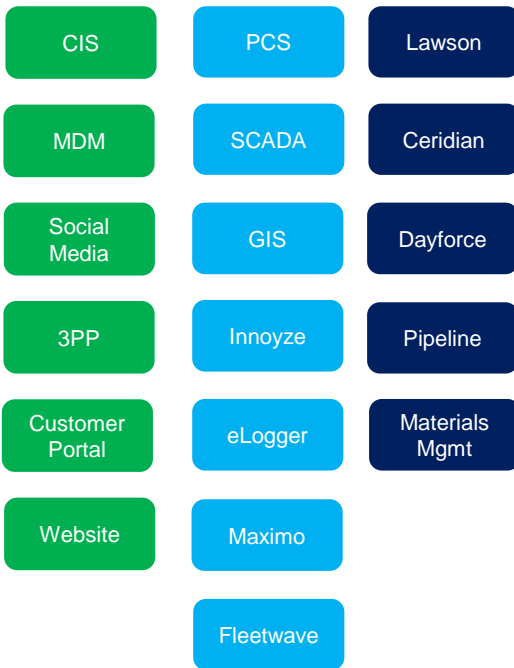 CIS
PCS
Lawson
MDM
SCADA
Ceridian
Social
Media
GIS
Dayforce
3PP
Innoyze
Pipeline
Customer
Portal
eLogger
Materials
Mgmt
Website
Maximo
Fleetwave